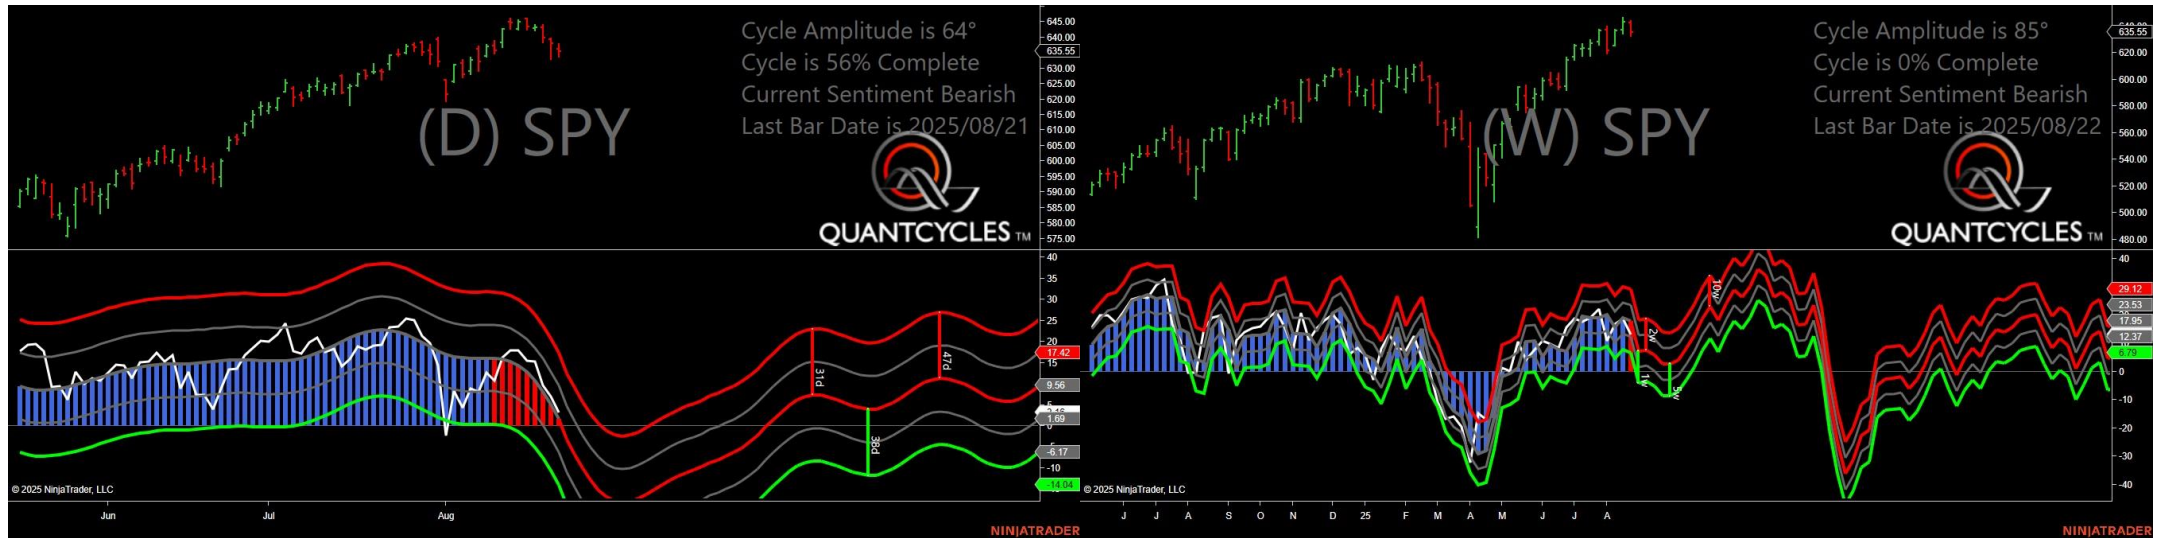 Cycle Amplitude is 64°
Cycle is 56% Complete
Current Sentiment Bearish
Last Bar Date is 2025/08/21
(D) SPY
QUANTCYCLES TM
645.00
640.00
635.55
630.00
625.00
620.00
615.00
610.00
605.00
600.00
595.00
590.00
585.00
580.00
575.00
40
35
30
25
20
17.42
15
9.56
1.69
0
-6.17
-10
-14.04
31d
38d
47d
© 2025 NinjaTrader, LLC
Jun Jul Aug
NINJATRADER
Cycle Amplitude is 85°
Cycle is 0% Complete
Current Sentiment Bearish
Last Bar Date is 2025/08/22
(W) SPY
QUANTCYCLES TM
635.55
620.00
600.00
580.00
560.00
540.00
520.00
500.00
480.00
40
29.12
23.53
17.95
12.37
6.79
0
-10
-20
-30
-40
2w
1w
10w
© 2025 NinjaTrader, LLC
J J A S O N D 25 F M A M J J A
NINJATRADER